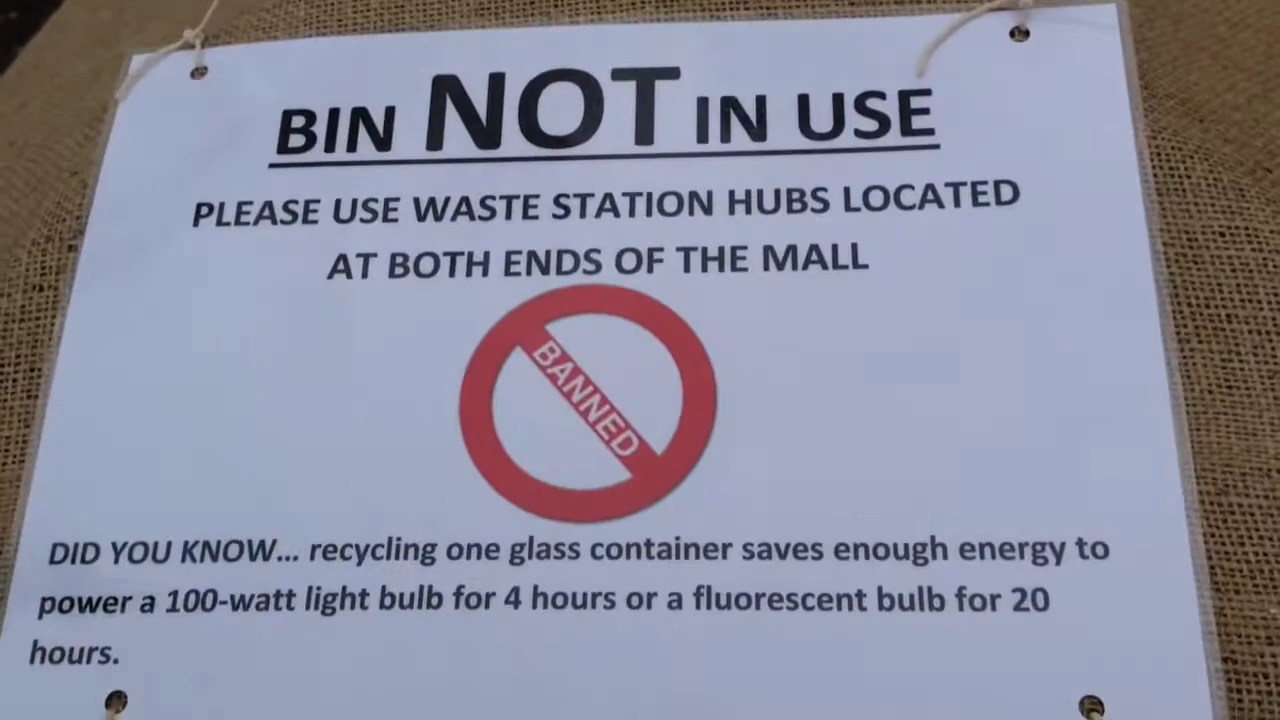 BIN NOT IN USE
PLEASE USE WASTE STATION HUBS LOCATED
AT BOTH ENDS OF THE MALL
BANNED
DID YOU KNOW... recycling one glass container saves enough energy to
power a 100-watt light bulb for 4 hours or a fluorescent bulb for 20
hours.